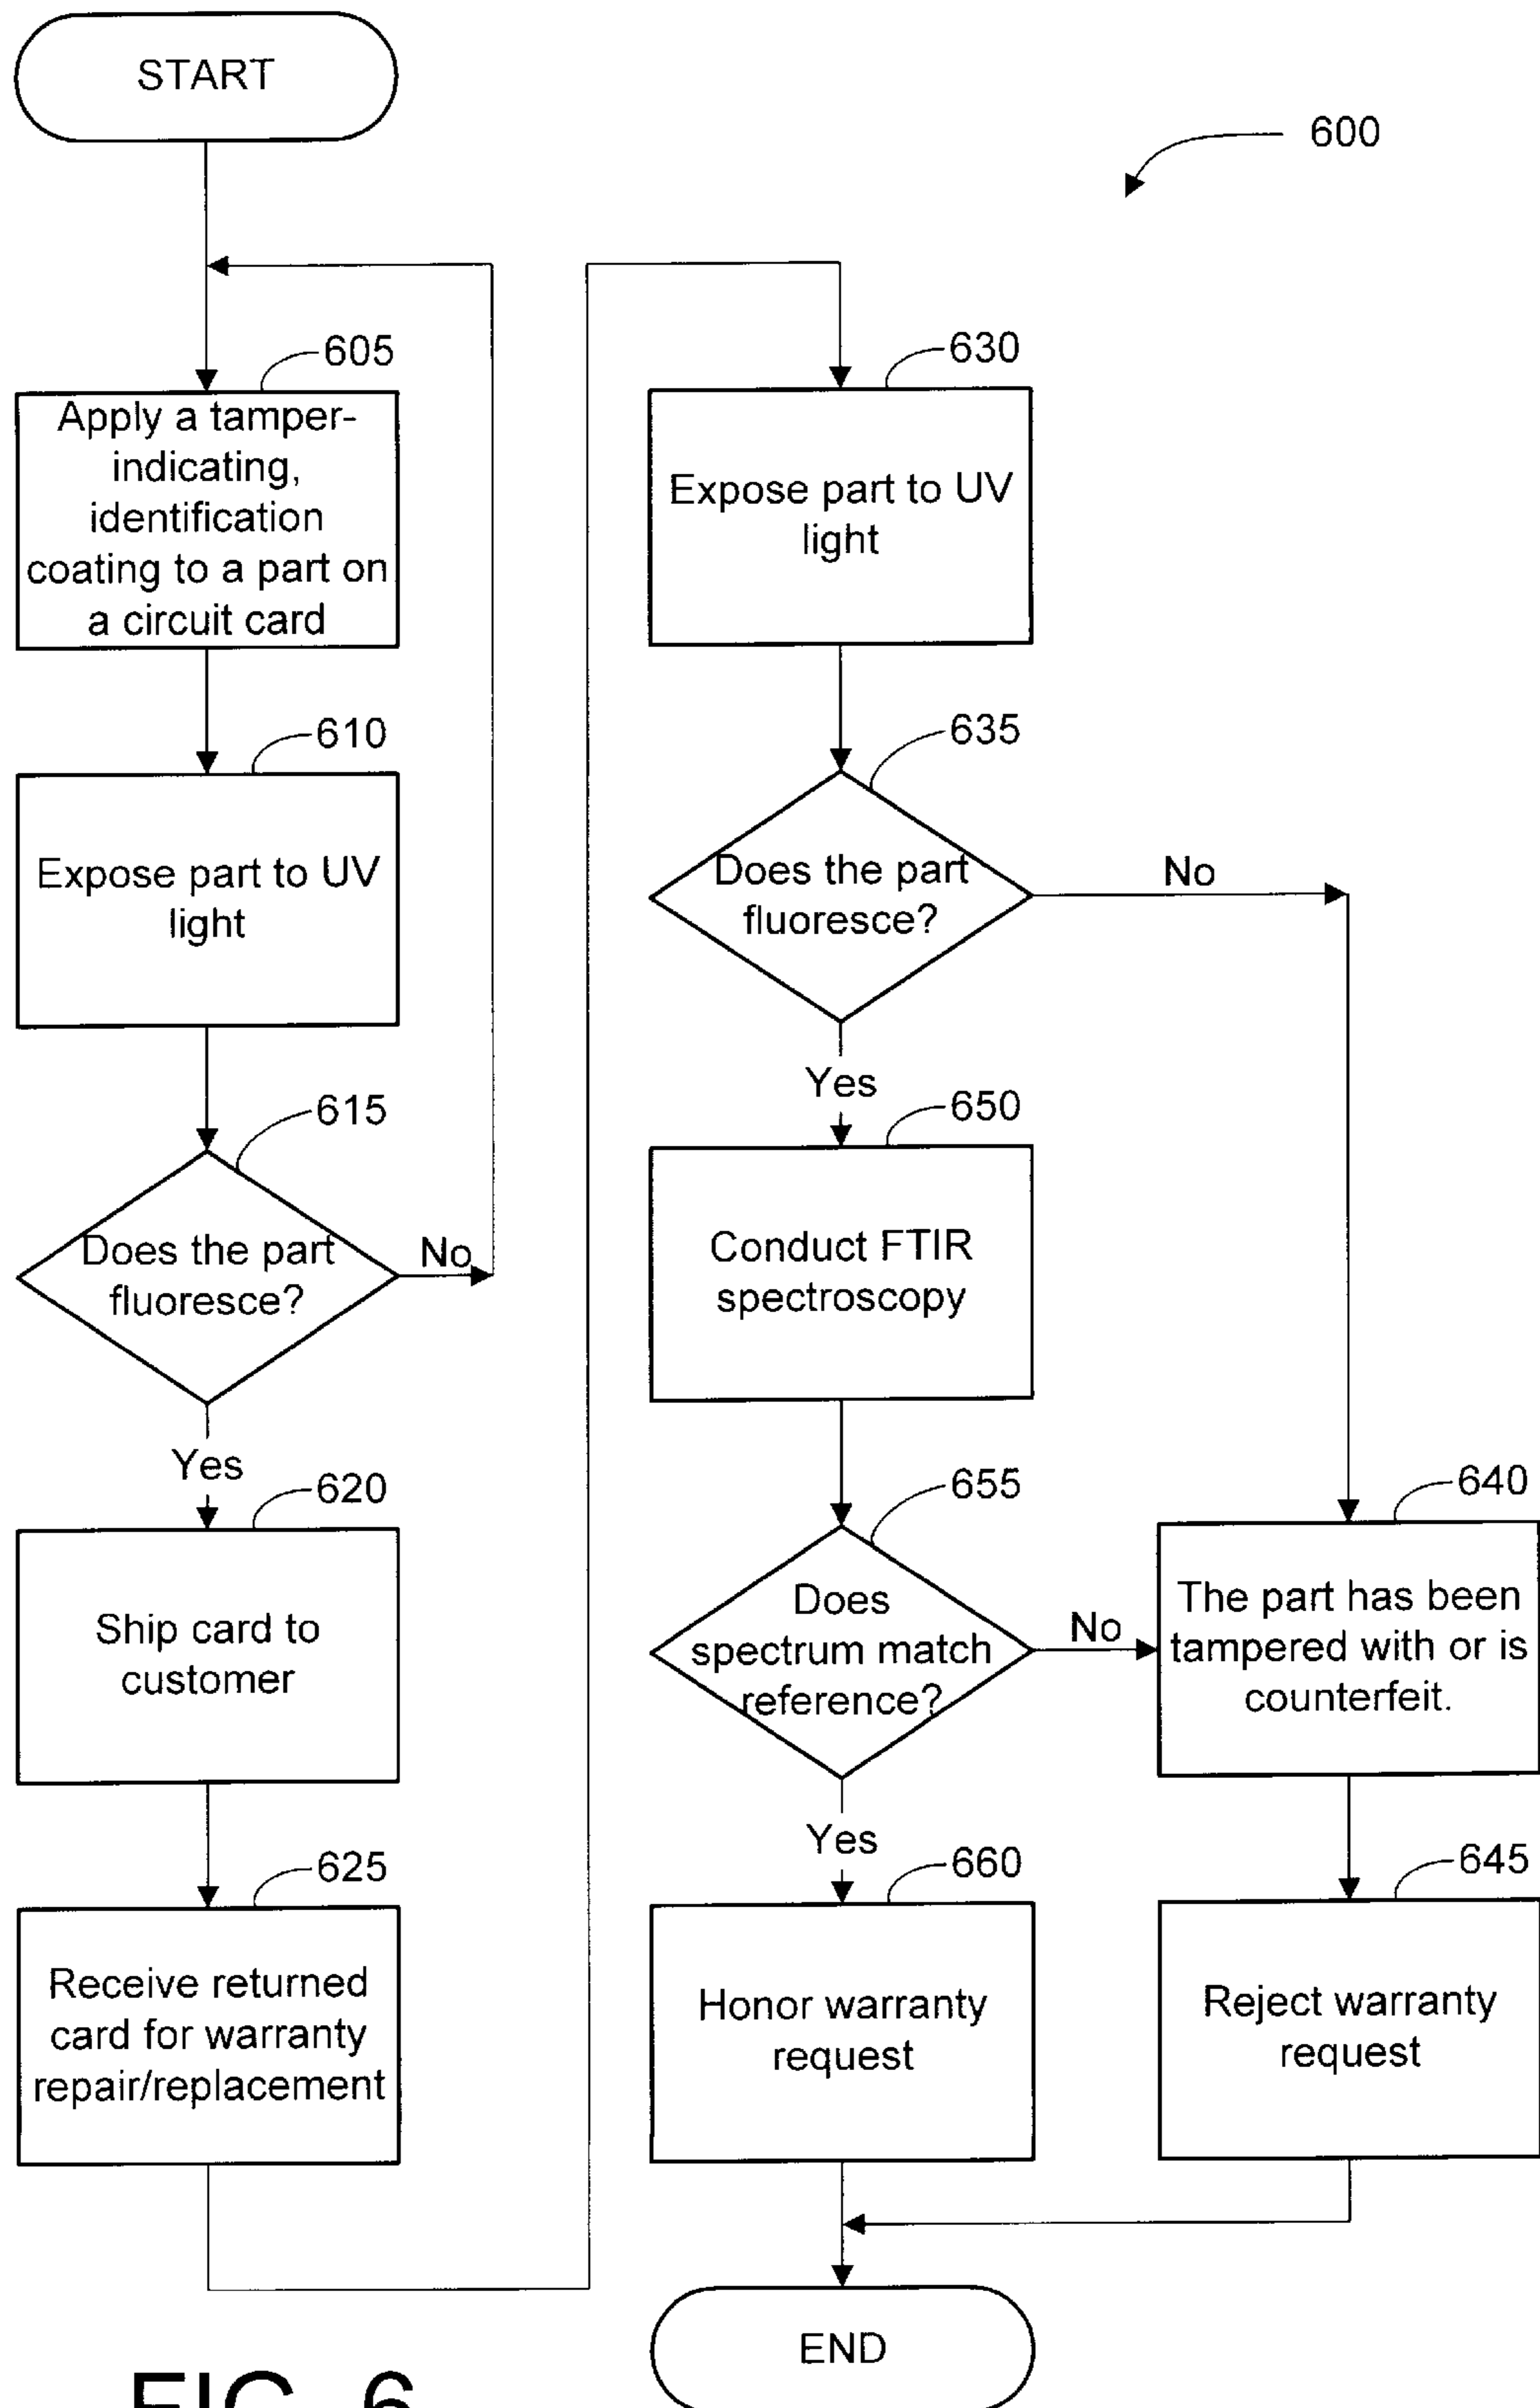 START
600
605
Apply a tamper-
indicating,
identification
coating to a part on
a circuit card
610
Expose part to UV
light
615
Does the part
fluoresce?
No
Yes
620
Ship card to
customer
625
Receive returned
card for warranty
repair/replacement
630
Expose part to UV
light
635
Does the part
fluoresce?
No
Yes
650
Conduct FTIR
spectroscopy
655
Does
spectrum match
reference?
No
Yes
640
The part has been
tampered with or is
counterfeit.
645
Reject warranty
request
660
Honor warranty
request
END
FIG. 6